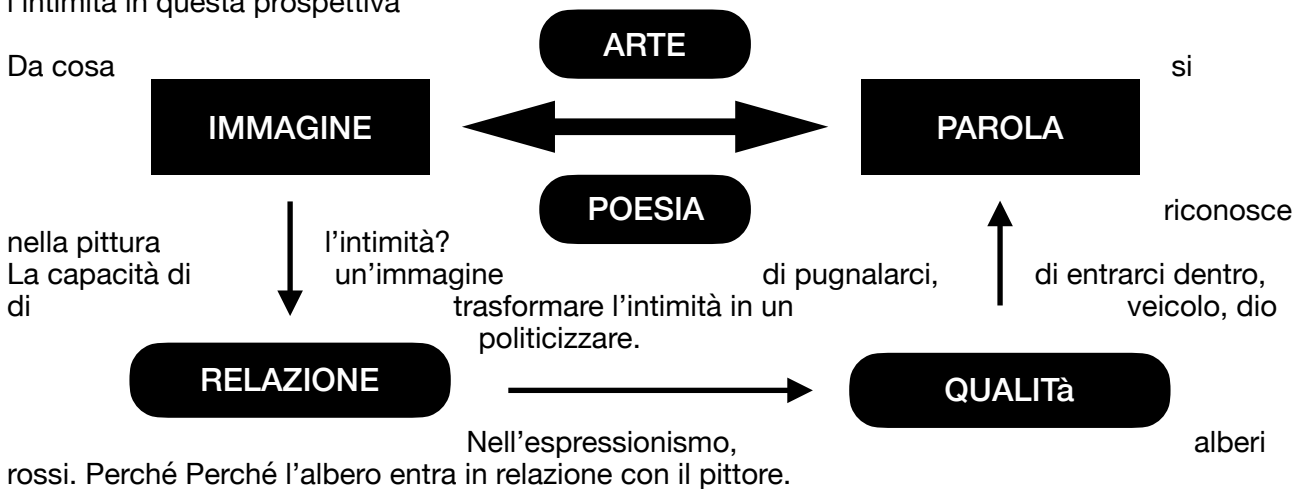 l'intimità in questa prospettiva
ARTE
Da cosa si
IMMAGINE PAROLA
POESIA riconosce
nella pittura l'intimità?
La capacità di un'immagine di pugnalarci, di entrarci dentro,
di trasformare l'intimità in un veicolo, dio
politicizzare.
RELAZIONE QUALITà
Nell'espressionismo, alberi
rossi. Perché Perché l'albero entra in relazione con il pittore.